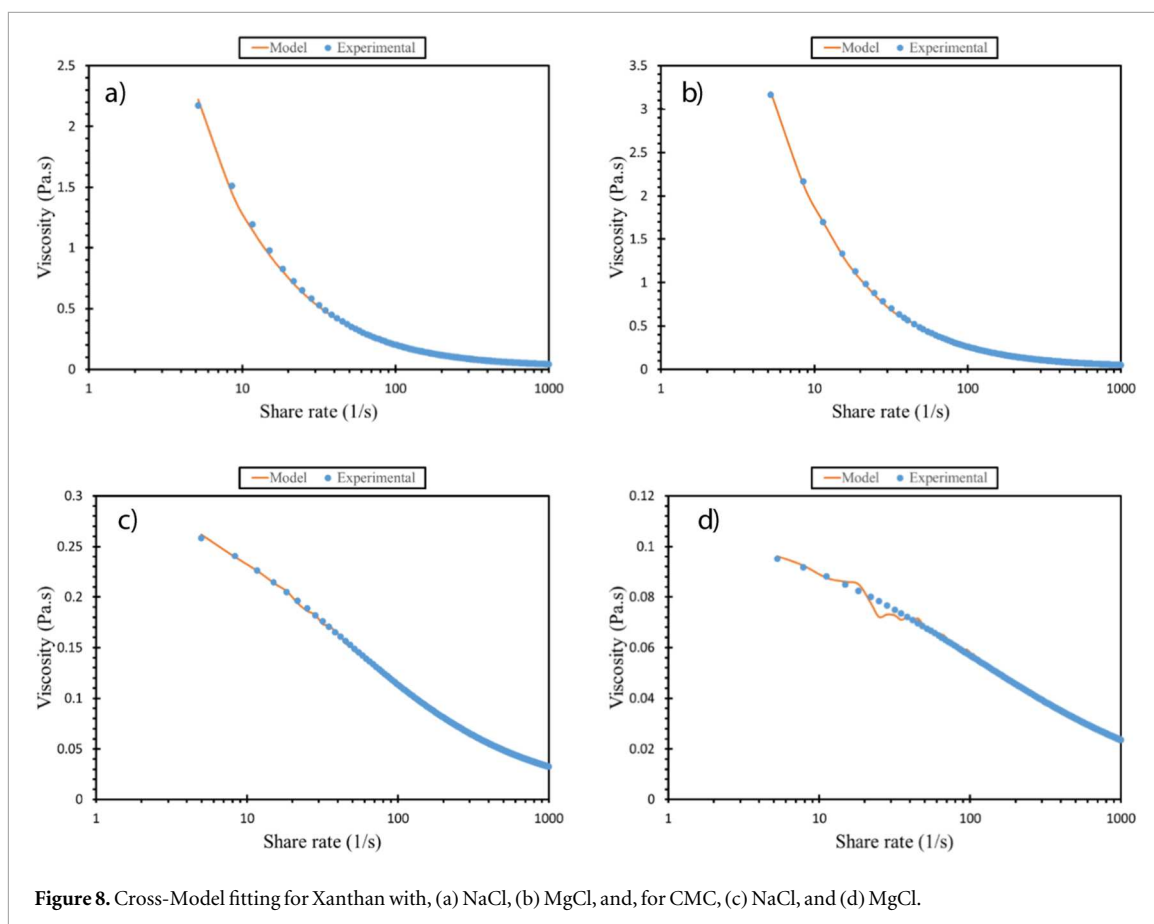 Model Experimental
a)
2.5
2
1.5
1
0.5
0
Viscosity (Pa.s)
1 10 100 1000
Share rate (1/s)
Model Experimental
b)
3.5
3
2.5
2
1.5
1
0.5
0
Viscosity (Pa.s)
1 10 100 1000
Share rate (1/s)
Model Experimental
c)
0.3
0.25
0.2
0.15
0.1
0.05
0
Viscosity (Pa.s)
1 10 100 1000
Share rate (1/s)
Model Experimental
d)
0.12
0.1
0.08
0.06
0.04
0.02
0
Viscosity (Pa.s)
1 10 100 1000
Share rate (1/s)
Figure 8. Cross-Model fitting for Xanthan with, (a) NaCl, (b) MgCl, and, for CMC, (c) NaCl, and (d) MgCl.